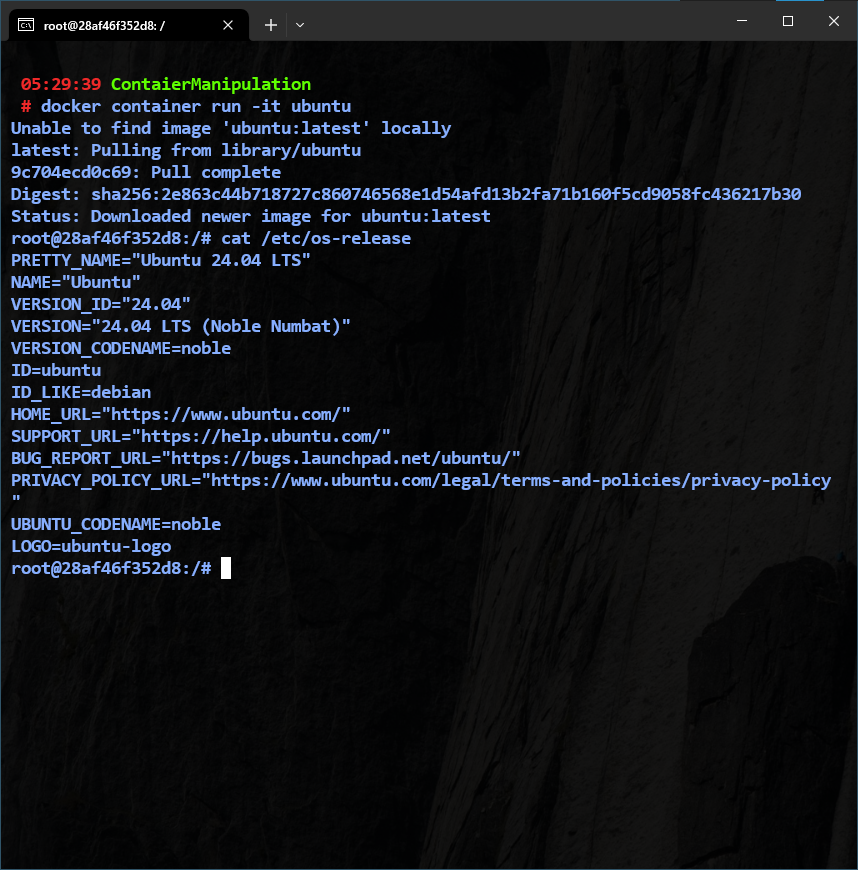 root@28af46f352d8: /
05:29:39 ContaierManipulation
# docker container run -it ubuntu
Unable to find image 'ubuntu:latest' locally
latest: Pulling from library/ubuntu
9c704ecd0c69: Pull complete
Digest: sha256:2e863c44b718727c860746568e1d54afd13b2fa71b160f5cd9058fc436217b30
Status: Downloaded newer image for ubuntu:latest
root@28af46f352d8:/# cat /etc/os-release
PRETTY_NAME="Ubuntu 24.04 LTS"
NAME="Ubuntu"
VERSION_ID="24.04"
VERSION="24.04 LTS (Noble Numbat)"
VERSION_CODENAME=noble
ID=ubuntu
ID_LIKE=debian
HOME_URL="https://www.ubuntu.com/"
SUPPORT_URL="https://help.ubuntu.com/"
BUG_REPORT_URL="https://bugs.launchpad.net/ubuntu/"
PRIVACY_POLICY_URL="https://www.ubuntu.com/legal/terms-and-policies/privacy-policy
"
UBUNTU_CODENAME=noble
LOGO=ubuntu-logo
root@28af46f352d8:/#